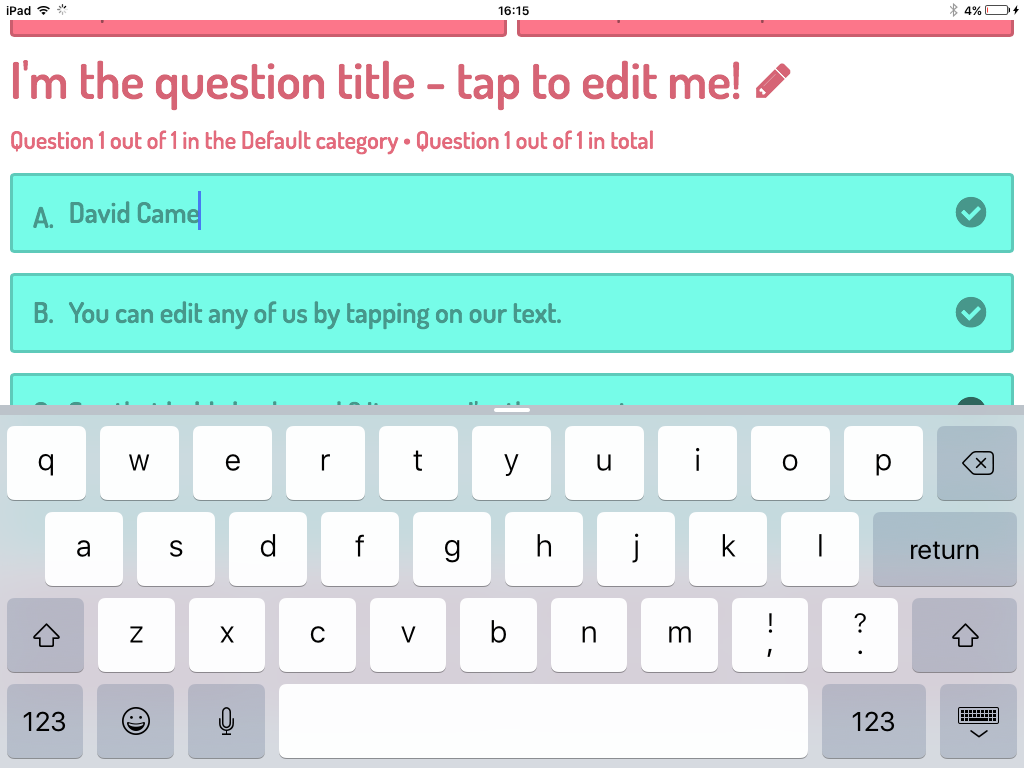 iPad 16:15 4%
I'm the question title - tap to edit me!
Question 1 out of 1 in the Default category • Question 1 out of 1 in total
A. David Came
B. You can edit any of us by tapping on our text.
q w e r t y u i o p
a s d f g h j k l return
z x c v b n m ! , ? .
123 123